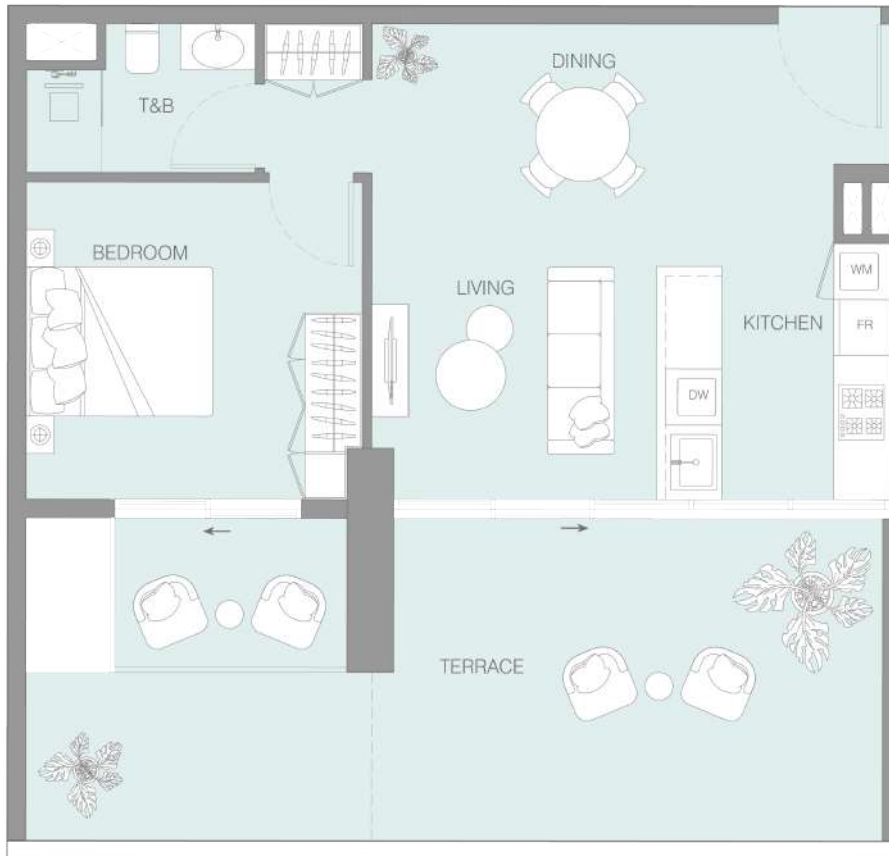 DINING
T&B
BEDROOM
WM
LIVING
KITCHEN
FR
DW
TERRACE